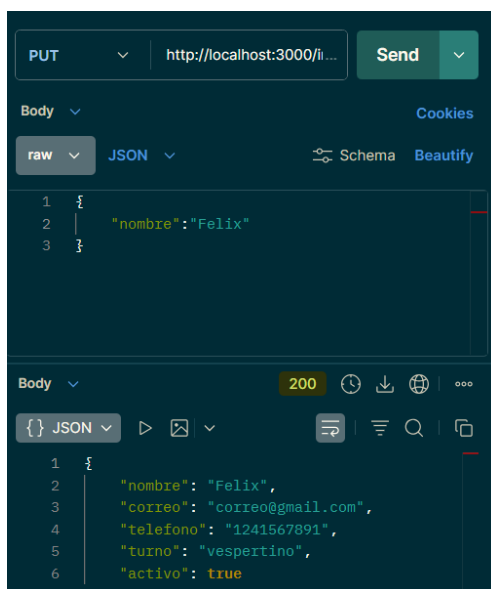 PUT http://localhost:3000/i... Send
Body Cookies
raw JSON Schema Beautify
1 {
2 "nombre":"Felix"
3 }
Body 200
{} JSON
1 {
2 "nombre": "Felix",
3 "correo": "correo@gmail.com",
4 "telefono": "1241567891",
5 "turno": "vespertino",
6 "activo": true